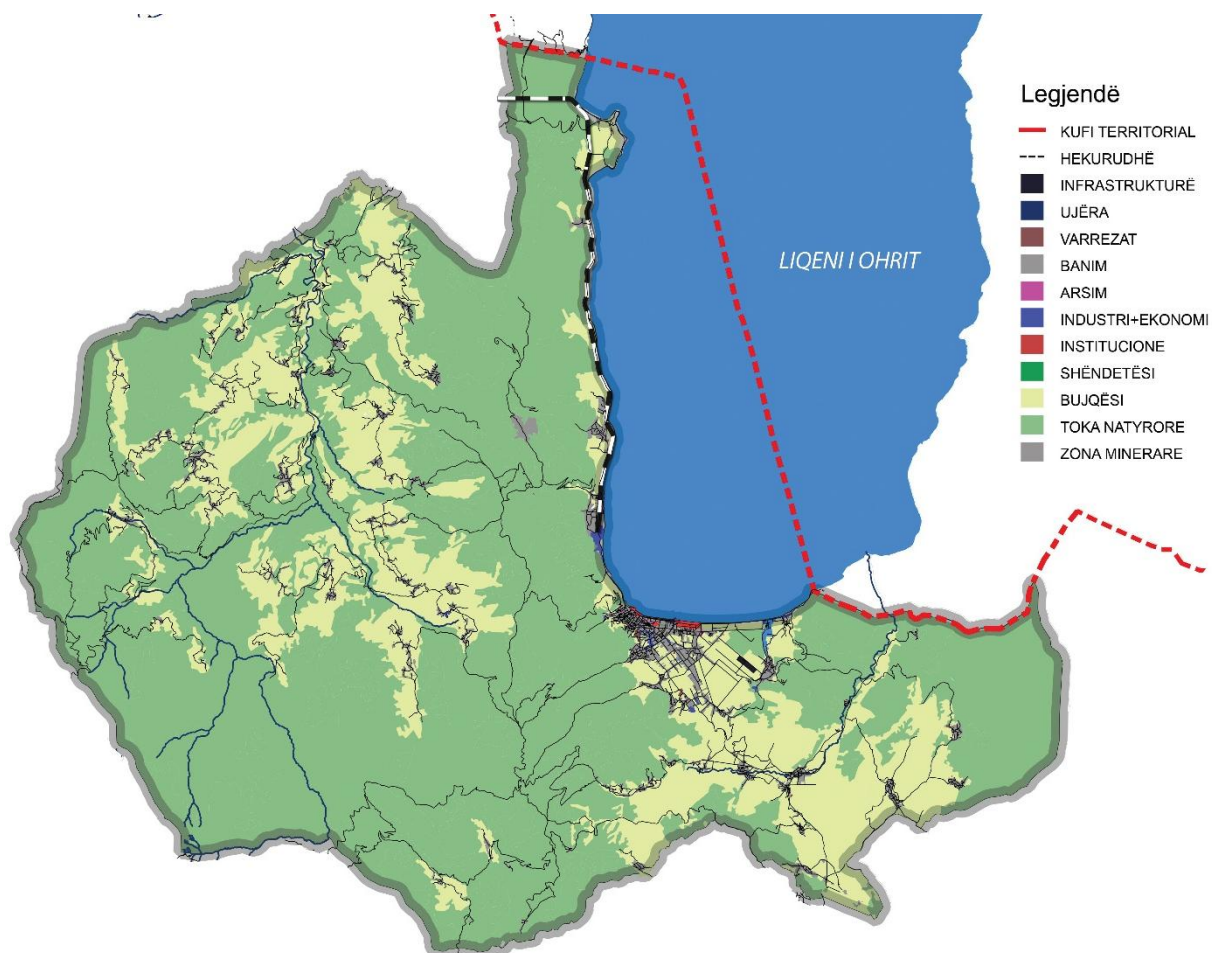 LIQENI I OHRIT
Legjendë
KUFI TERRITORIAL
HEKURUDHË
INFRASTRUKTURË
UJËRA
VARREZAT
BANIM
ARSIM
INDUSTRI+EKONOMI
INSTITUCIONE
SHËNDETËSI
BUJQËSI
TOKA NATYRORE
ZONA MINERARE